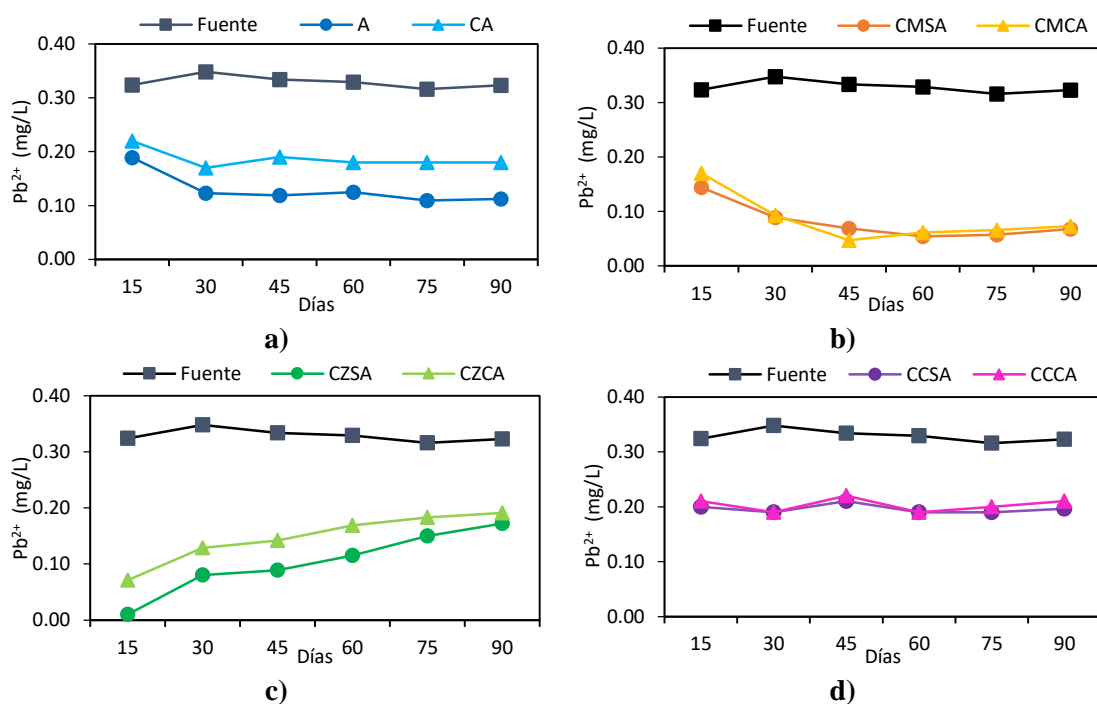 Fuente A CA
0.40
0.30
0.20
0.10
0.00
Pb²⁺ (mg/L)
15 30 45 60 75 90
Días
a)
Fuente CMSA CMCA
0.40
0.30
0.20
0.10
0.00
Pb²⁺ (mg/L)
15 30 45 60 75 90
Días
b)
Fuente CZSA CZCA
0.40
0.30
0.20
0.10
0.00
Pb²⁺ (mg/L)
15 30 45 60 75 90
Días
c)
Fuente CCSA CCCA
0.40
0.30
0.20
0.10
0.00
Pb²⁺ (mg/L)
15 30 45 60 75 90
Días
d)